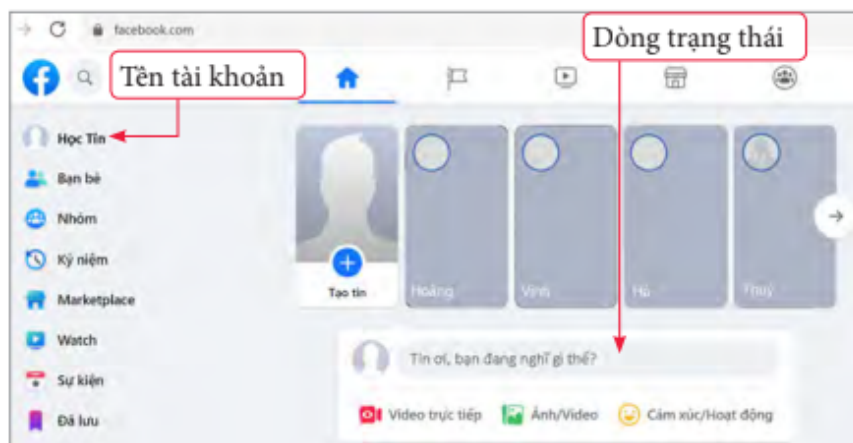 facebook.com
Dòng trạng thái
Tên tài khoản
Học Tin
Bạn bè
Nhóm
Kỷ niệm
Marketplace
Watch
Sự kiện
Đã lưu
Tạo tin
Hoàng
Vinh
Hà
Thuý
Tin ơi, bạn đang nghĩ gì thế?
Video trực tiếp
Ảnh/Video
Cảm xúc/Hoạt động